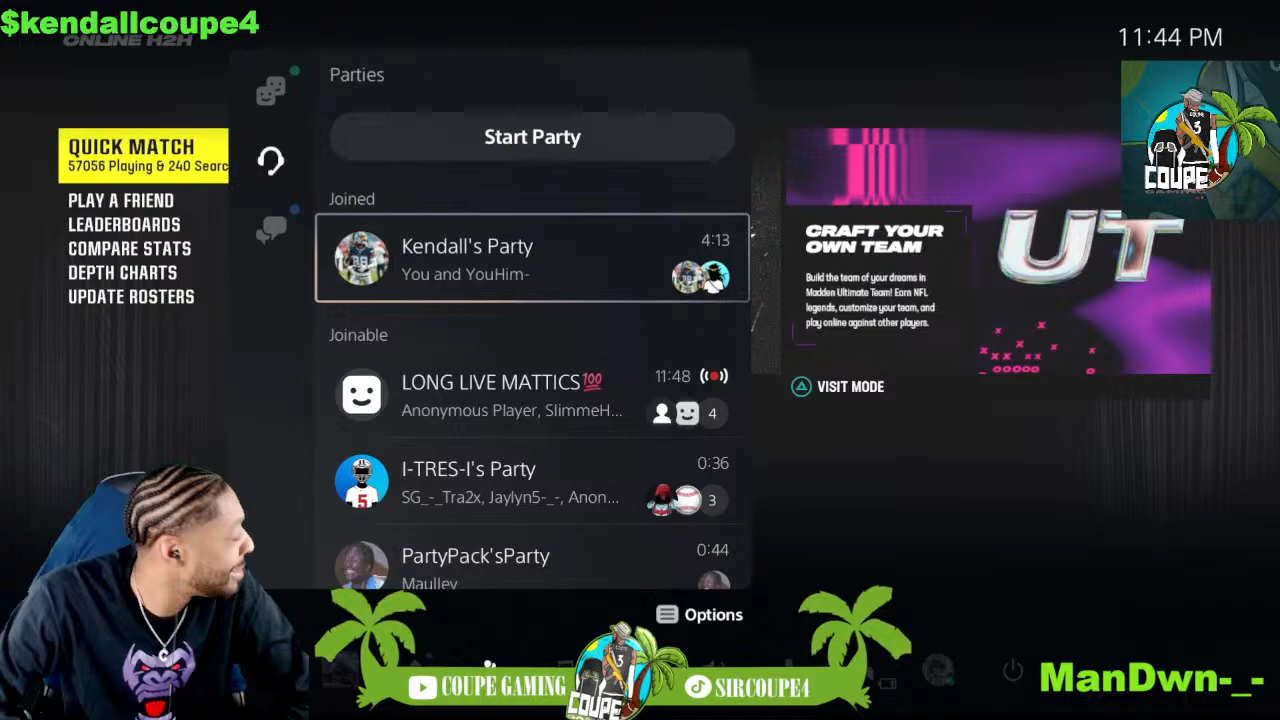 $kendallcoupe4
ONLINE H2H
11:44 PM
Parties
Start Party
QUICK MATCH
57056 Playing & 240 Searc
PLAY A FRIEND
LEADERBOARDS
COMPARE STATS
DEPTH CHARTS
UPDATE ROSTERS
Joined
Kendall's Party
4:13
You and YouHim-
Joinable
LONG LIVE MATTICS💯
11:48
Anonymous Player, SlimmeH...
4
I-TRES-I's Party
0:36
SG_-_Tra2x, Jaylyn5-_-, Anon...
3
PartyPack'sParty
0:44
Maulley
Options
CRAFT YOUR
OWN TEAM
Build the team of your dreams in
Madden Ultimate Team! Earn NFL
legends, customize your team, and
play online against other players.
UT
VISIT MODE
3
COUPE
GAMING
COUPE GAMING
3
COUPE
SIRCOUPE4
ManDwn-_-